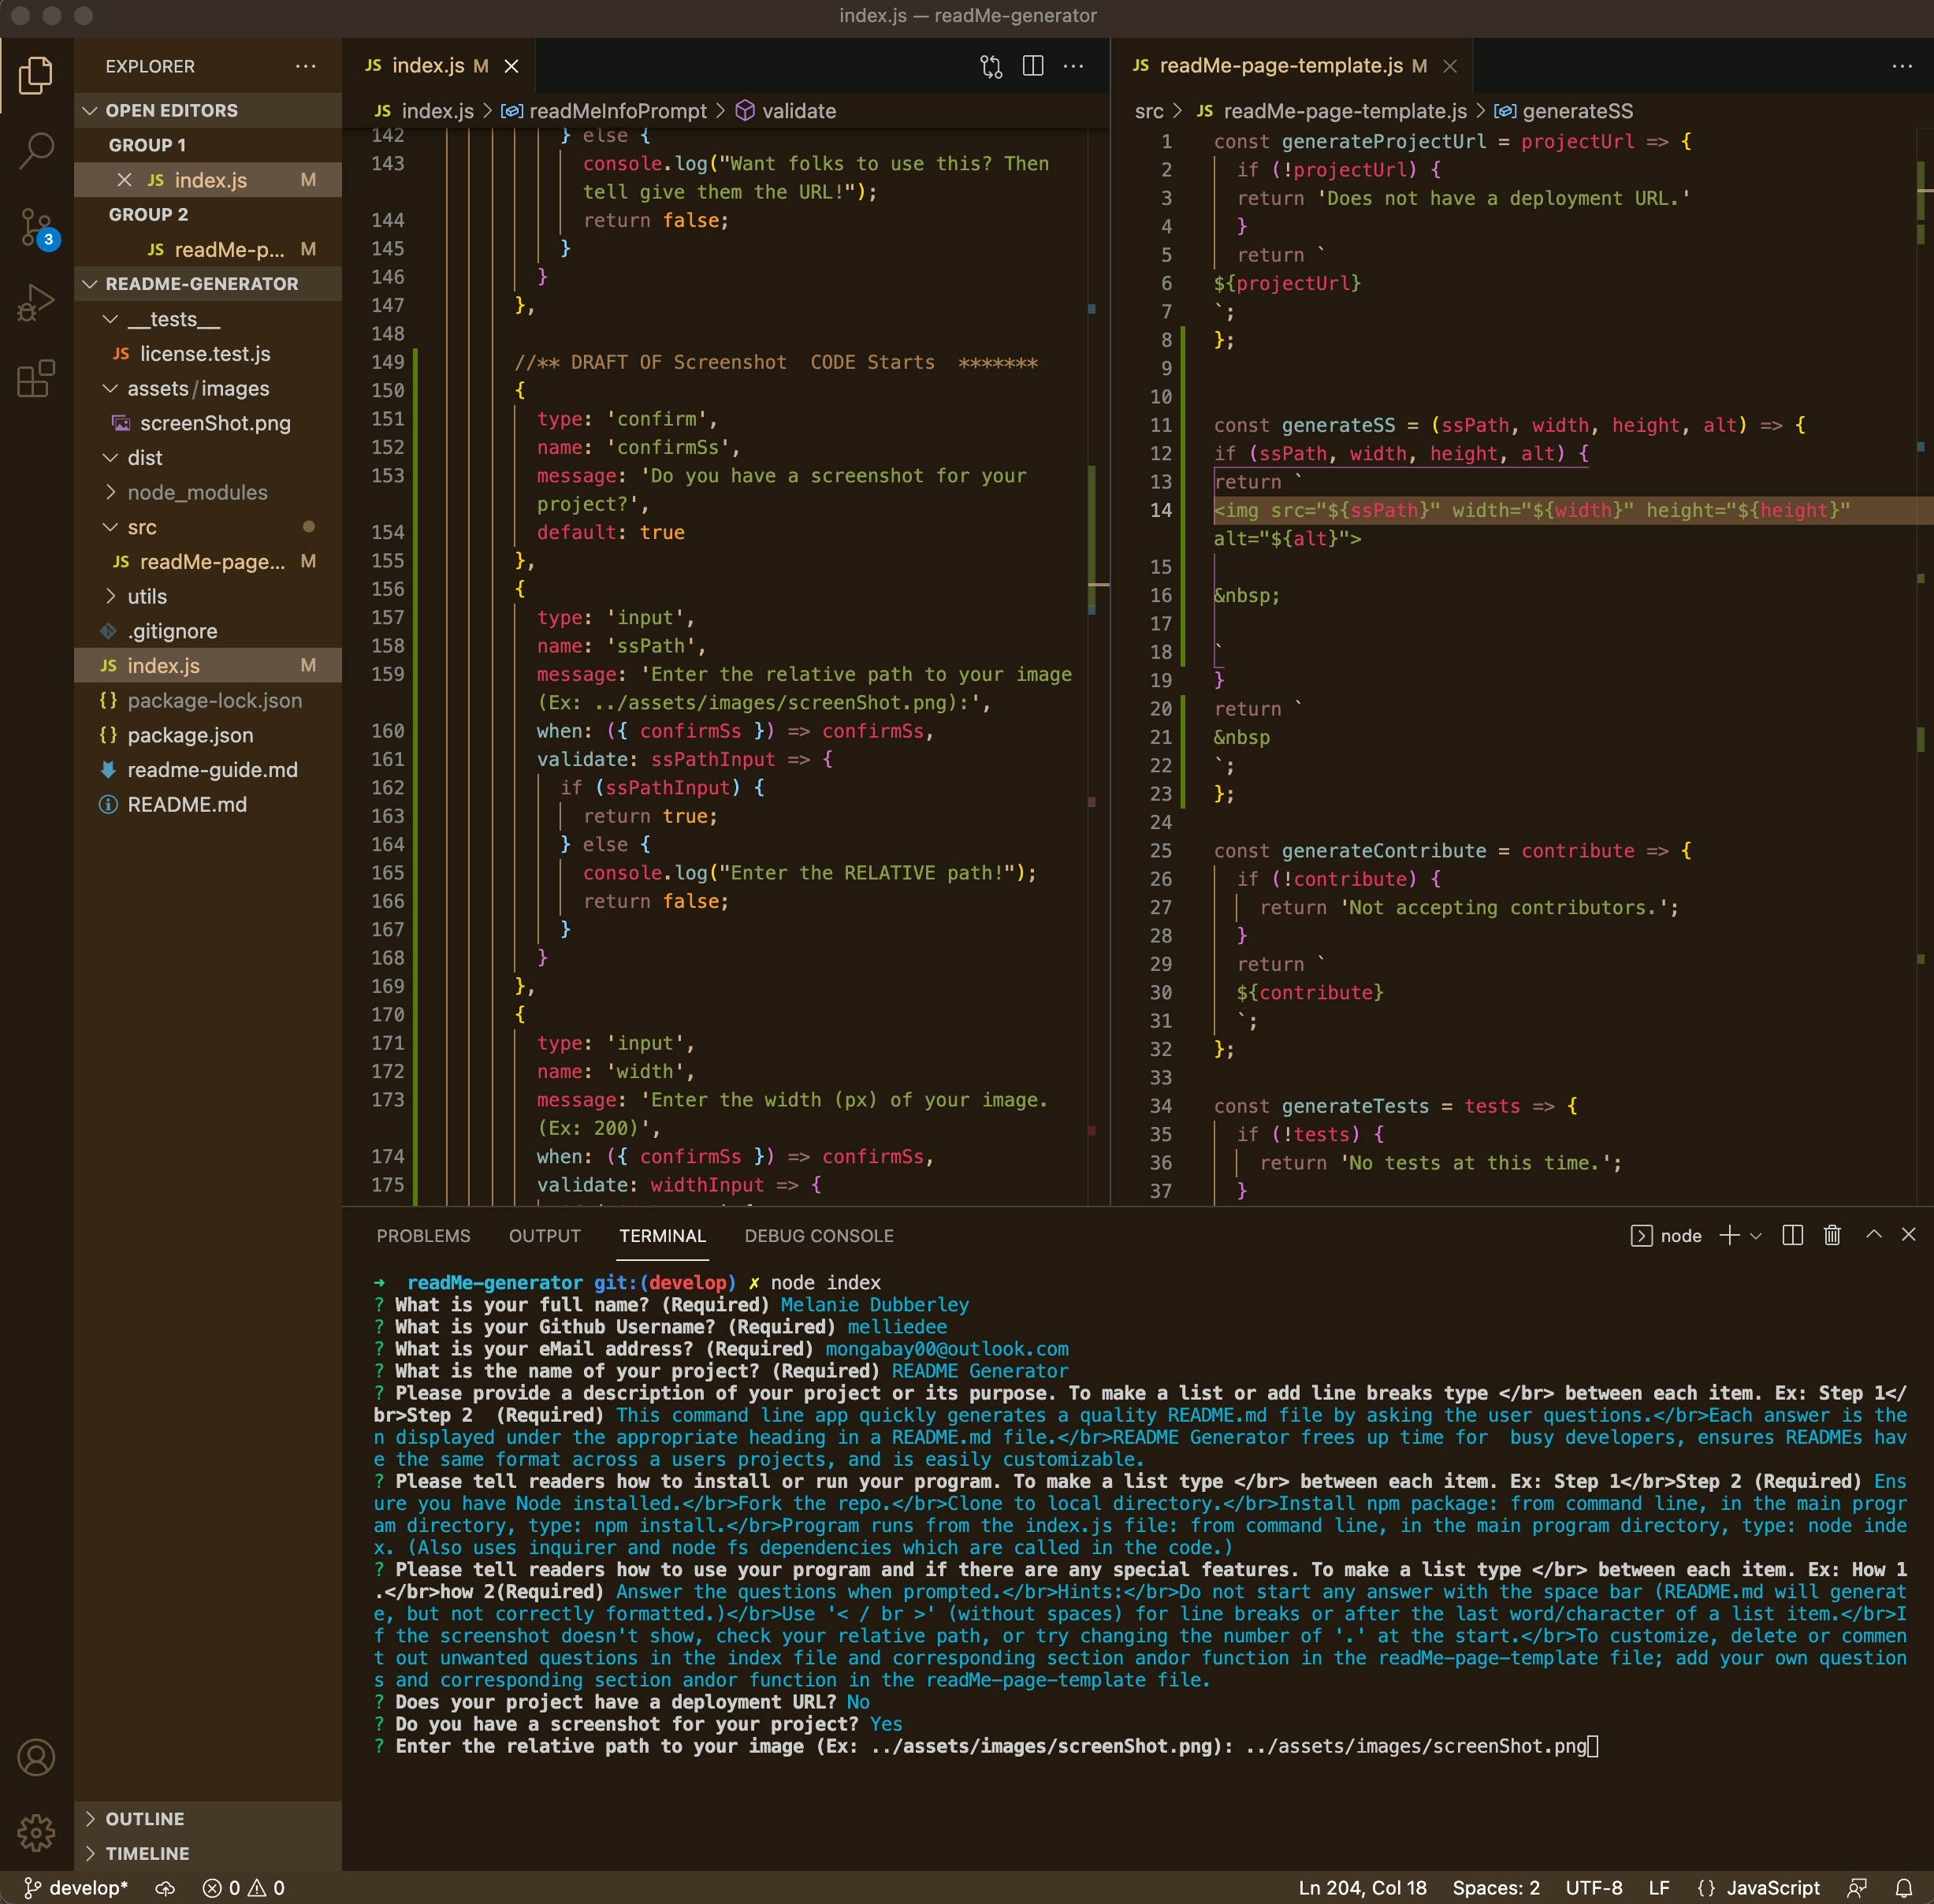 index.js — readMe-generator
EXPLORER
OPEN EDITORS
GROUP 1
JS index.js M
GROUP 2
JS readMe-p... M
README-GENERATOR
__tests__
JS license.test.js
assets/images
screenShot.png
dist
node_modules
src
JS readMe-page... M
utils
.gitignore
JS index.js M
{} package-lock.json
{} package.json
readme-guide.md
README.md
OUTLINE
TIMELINE
3
JS index.js M
JS index.js > readMeInfoPrompt > validate
142 } else {
143 console.log("Want folks to use this? Then
tell give them the URL!");
144 return false;
145 }
146 }
147 },
148
149 //** DRAFT OF Screenshot  CODE Starts  *******
150 {
151 type: 'confirm',
152 name: 'confirmSs',
153 message: 'Do you have a screenshot for your
project?',
154 default: true
155 },
156 {
157 type: 'input',
158 name: 'ssPath',
159 message: 'Enter the relative path to your image
(Ex: ../assets/images/screenShot.png):',
160 when: ({ confirmSs }) => confirmSs,
161 validate: ssPathInput => {
162 if (ssPathInput) {
163 return true;
164 } else {
165 console.log("Enter the RELATIVE path!");
166 return false;
167 }
168 }
169 },
170 {
171 type: 'input',
172 name: 'width',
173 message: 'Enter the width (px) of your image.
(Ex: 200)',
174 when: ({ confirmSs }) => confirmSs,
175 validate: widthInput => {
JS readMe-page-template.js M
src > JS readMe-page-template.js > generateSS
1 const generateProjectUrl = projectUrl => {
2 if (!projectUrl) {
3 return 'Does not have a deployment URL.'
4 }
5 return `
6 ${projectUrl}
7 `;
8 };
9
10
11 const generateSS = (ssPath, width, height, alt) => {
12 if (ssPath, width, height, alt) {
13 return `
14 <img src="${ssPath}" width="${width}" height="${height}"
alt="${alt}">
15
16 &nbsp;
17
18 `
19 }
20 return `
21 &nbsp
22 `;
23 };
24
25 const generateContribute = contribute => {
26 if (!contribute) {
27 return 'Not accepting contributors.';
28 }
29 return `
30 ${contribute}
31 `;
32 };
33
34 const generateTests = tests => {
35 if (!tests) {
36 return 'No tests at this time.';
37 }
PROBLEMS OUTPUT TERMINAL DEBUG CONSOLE
node
➜ readMe-generator git:(develop) ✗ node index
? What is your full name? (Required) Melanie Dubberley
? What is your Github Username? (Required) melliedee
? What is your eMail address? (Required) mongabay00@outlook.com
? What is the name of your project? (Required) README Generator
? Please provide a description of your project or its purpose. To make a list or add line breaks type </br> between each item. Ex: Step 1</
br>Step 2  (Required) This command line app quickly generates a quality README.md file by asking the user questions.</br>Each answer is the
n displayed under the appropriate heading in a README.md file.</br>README Generator frees up time for  busy developers, ensures READMEs hav
e the same format across a users projects, and is easily customizable.
? Please tell readers how to install or run your program. To make a list type </br> between each item. Ex: Step 1</br>Step 2 (Required) Ens
ure you have Node installed.</br>Fork the repo.</br>Clone to local directory.</br>Install npm package: from command line, in the main progr
am directory, type: npm install.</br>Program runs from the index.js file: from command line, in the main program directory, type: node inde
x. (Also uses inquirer and node fs dependencies which are called in the code.)
? Please tell readers how to use your program and if there are any special features. To make a list type </br> between each item. Ex: How 1
.</br>how 2(Required) Answer the questions when prompted.</br>Hints:</br>Do not start any answer with the space bar (README.md will generat
e, but not correctly formatted.)</br>Use '< / br >' (without spaces) for line breaks or after the last word/character of a list item.</br>I
f the screenshot doesn't show, check your relative path, or try changing the number of '.' at the start.</br>To customize, delete or commen
t out unwanted questions in the index file and corresponding section andor function in the readMe-page-template file; add your own question
s and corresponding section andor function in the readMe-page-template file.
? Does your project have a deployment URL? No
? Do you have a screenshot for your project? Yes
? Enter the relative path to your image (Ex: ../assets/images/screenShot.png): ../assets/images/screenShot.png
develop* 0 0 Ln 204, Col 18 Spaces: 2 UTF-8 LF {} JavaScript